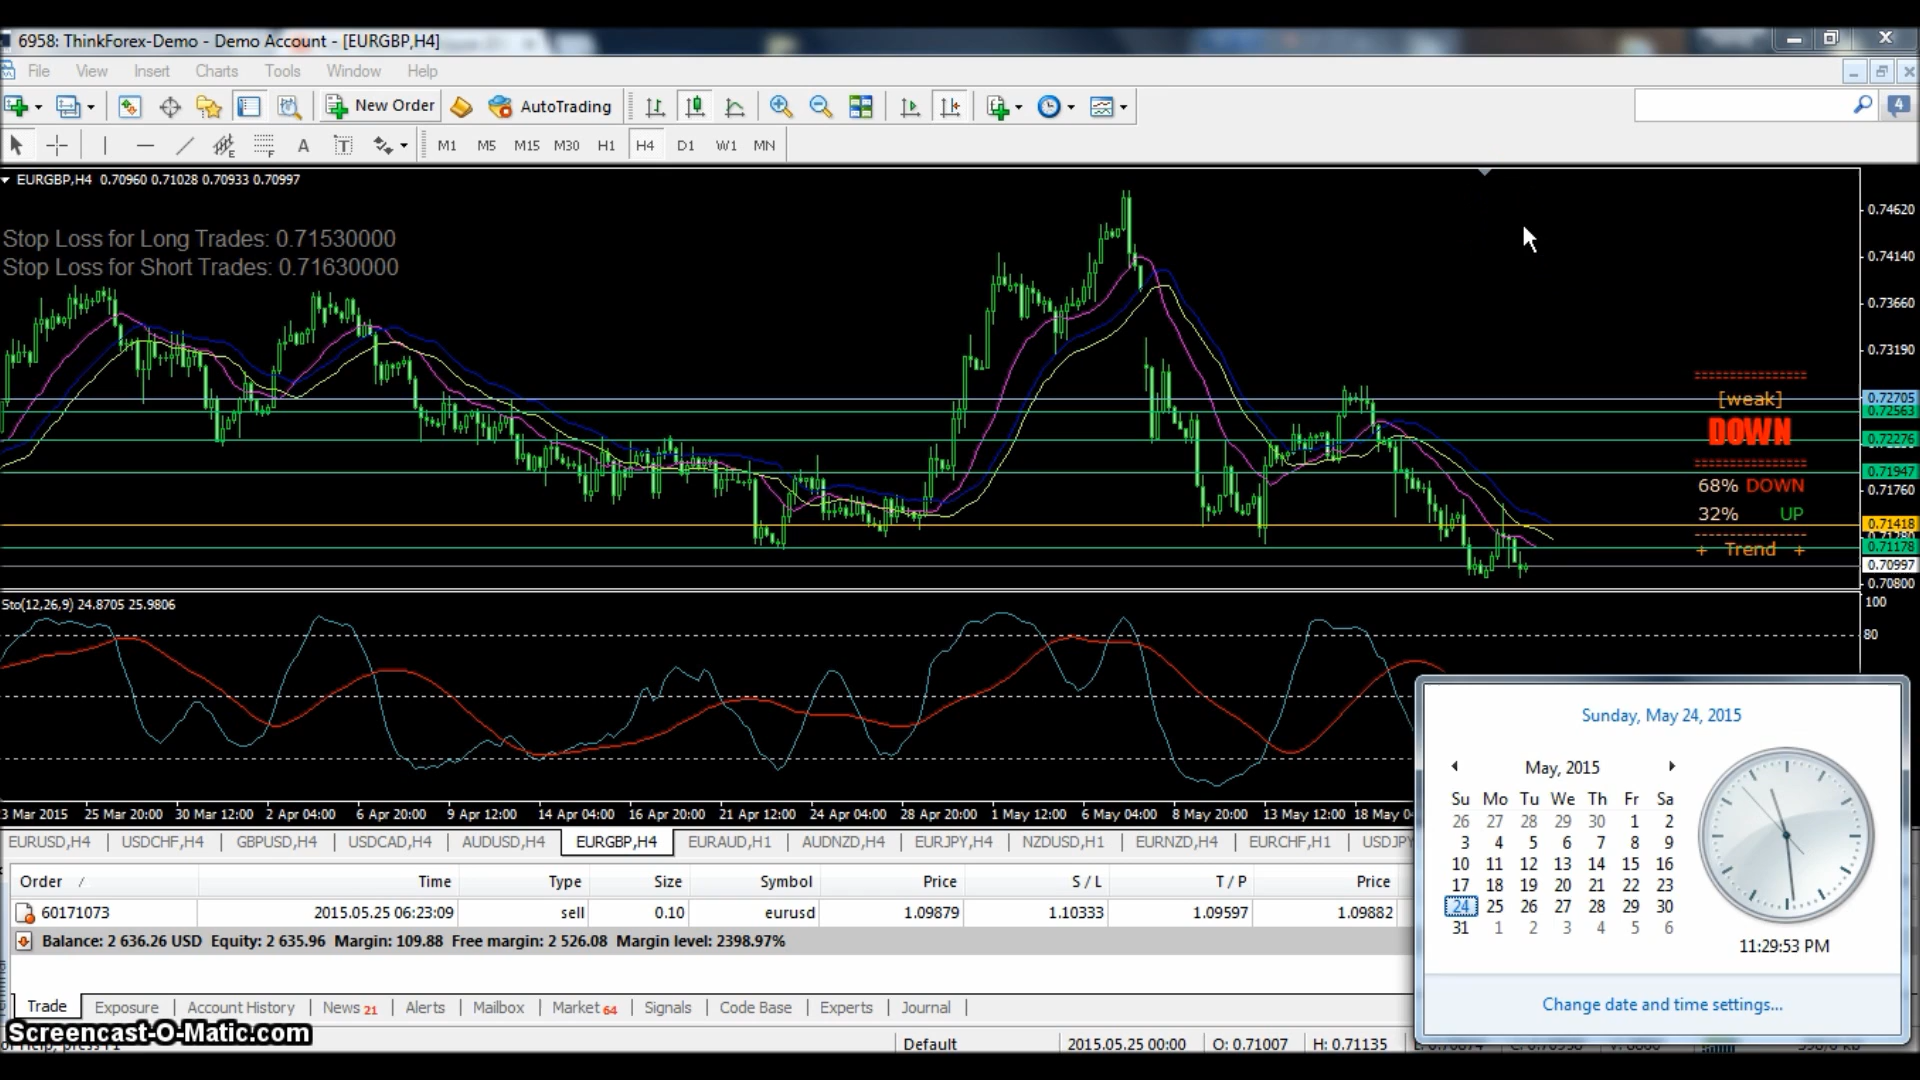 6958: ThinkForex-Demo - Demo Account - [EURGBP,H4]
File View Insert Charts Tools Window Help
New Order AutoTrading 4
E F A T M1 M5 M15 M30 H1 H4 D1 W1 MN
EURGBP,H4 0.70960 0.71028 0.70933 0.70997
Stop Loss for Long Trades: 0.71530000
Stop Loss for Short Trades: 0.71630000
0.74620
0.74140
0.73660
0.73190
[weak]
0.72705
0.72563
DOWN
0.72276
0.71947
68% DOWN
0.71760
32% UP
0.71418
0.71178
+ Trend +
0.70997
0.70800
Sto(12,26,9) 24.8705 25.9806
100
80
3 Mar 2015 25 Mar 20:00 30 Mar 12:00 2 Apr 04:00 6 Apr 20:00 9 Apr 12:00 14 Apr 04:00 16 Apr 20:00 21 Apr 12:00 24 Apr 04:00 28 Apr 20:00 1 May 12:00 6 May 04:00 8 May 20:00 13 May 12:00 18 May 04:
EURUSD,H4 USDCHF,H4 GBPUSD,H4 USDCAD,H4 AUDUSD,H4 EURGBP,H4 EURAUD,H1 AUDNZD,H4 EURJPY,H4 NZDUSD,H1 EURNZD,H4 EURCHF,H1 USDJPY
Order / Time Type Size Symbol Price S / L T / P Price
60171073 2015.05.25 06:23:09 sell 0.10 eurusd 1.09879 1.10333 1.09597 1.09882
Balance: 2 636.26 USD Equity: 2 635.96 Margin: 109.88 Free margin: 2 526.08 Margin level: 2398.97%
Trade Exposure Account History News 21 Alerts Mailbox Market 64 Signals Code Base Experts Journal
Screencast-O-Matic.com
Default 2015.05.25 00:00 O: 0.71007 H: 0.71135
Sunday, May 24, 2015
May, 2015
Su Mo Tu We Th Fr Sa
26 27 28 29 30 1 2
3 4 5 6 7 8 9
10 11 12 13 14 15 16
17 18 19 20 21 22 23
24 25 26 27 28 29 30
31 1 2 3 4 5 6
11:29:53 PM
Change date and time settings...